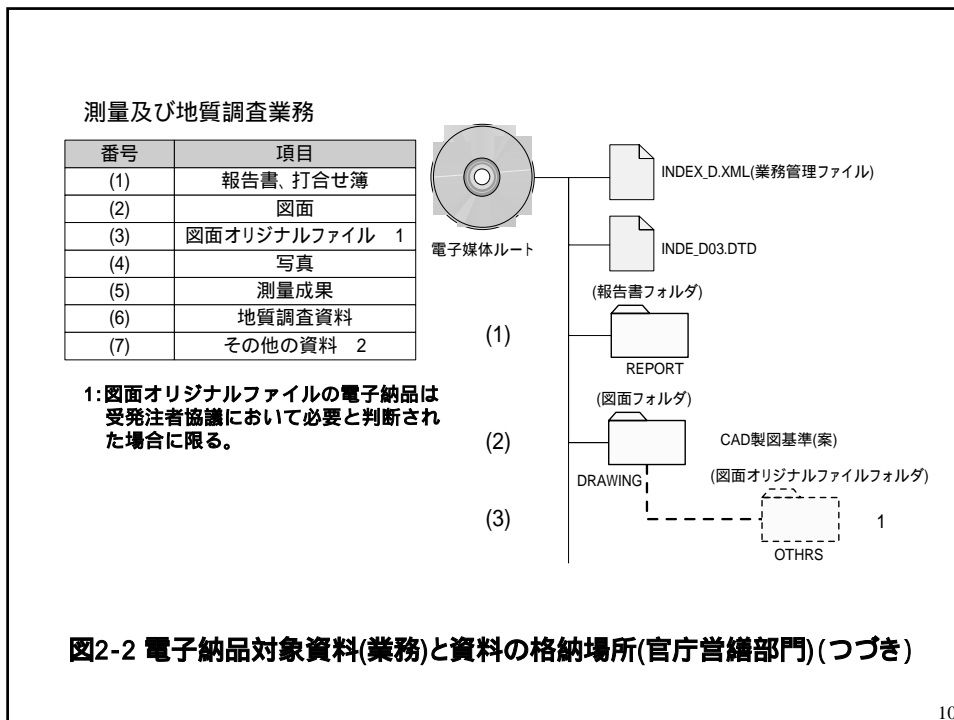 測量及び地質調査業務
番号 項目
(1) 報告書、打合せ簿
(2) 図面
(3) 図面オリジナルファイル 1
(4) 写真
(5) 測量成果
(6) 地質調査資料
(7) その他の資料 2
1:図面オリジナルファイルの電子納品は
受発注者協議において必要と判断され
た場合に限る。
電子媒体ルート
INDEX_D.XML(業務管理ファイル)
INDE_D03.DTD
(報告書フォルダ)
(1)
REPORT
(図面フォルダ)
(2)
CAD製図基準(案)
DRAWING
(図面オリジナルファイルフォルダ)
(3)
1
OTHRS
図2-2 電子納品対象資料(業務)と資料の格納場所(官庁営繕部門)(つづき)
10